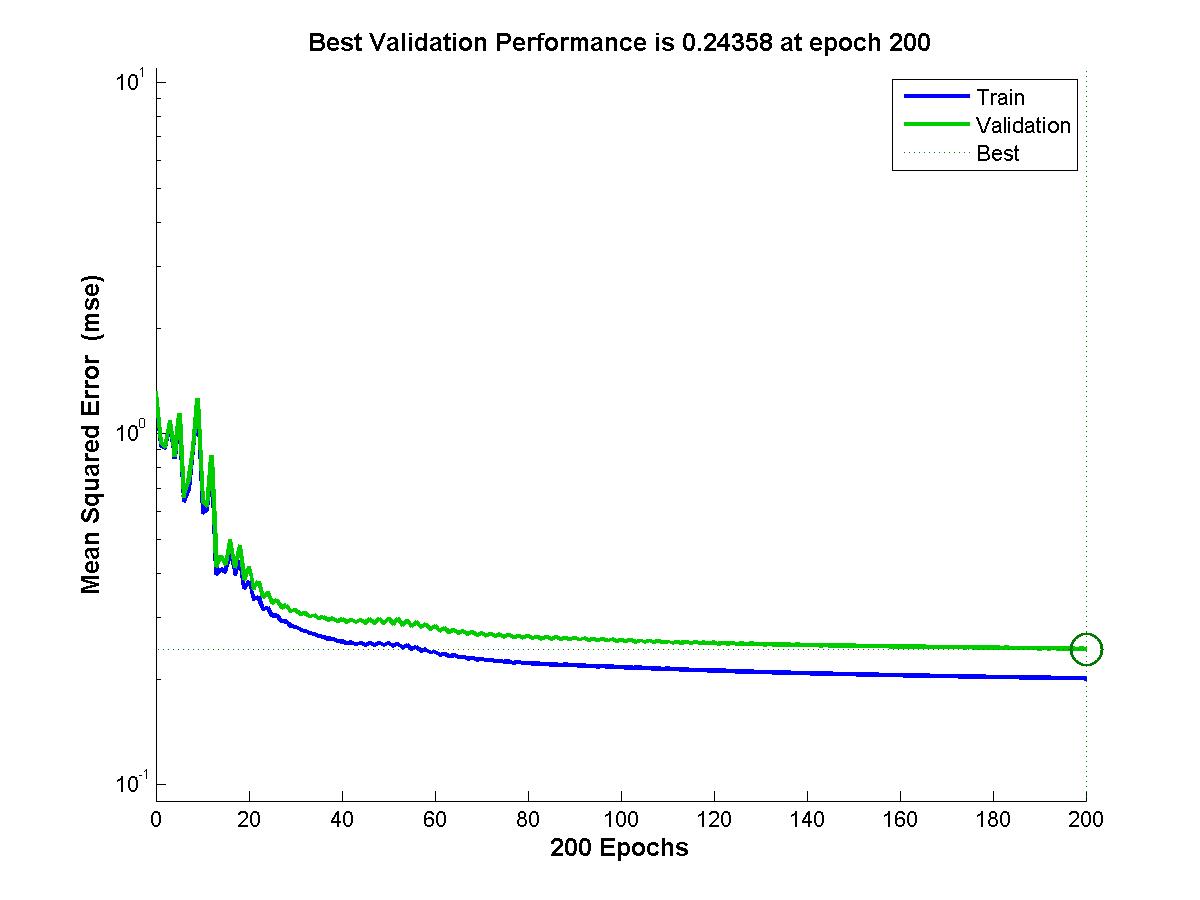 Best Validation Performance is 0.24358 at epoch 200
Train
Validation
Best
Mean Squared Error (mse)
10^1
10^0
10^-1
0 20 40 60 80 100 120 140 160 180 200
200 Epochs